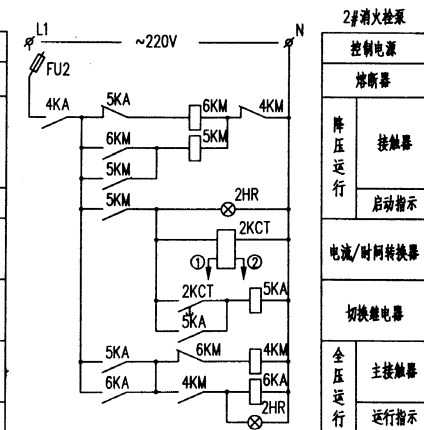 2#消火栓泵
L1
~220V
N
控制电源
FU2
熔断器
4KA
5KA
6KM
4KM
6KM
5KM
5KM
降压运行
接触器
5KM
2HR
启动指示
2KCT
① ②
电流/时间转换器
2KCT
5KA
5KA
切换继电器
5KA
6KM
4KM
全压运行
主接触器
6KA
4KM
6KA
2HR
运行指示